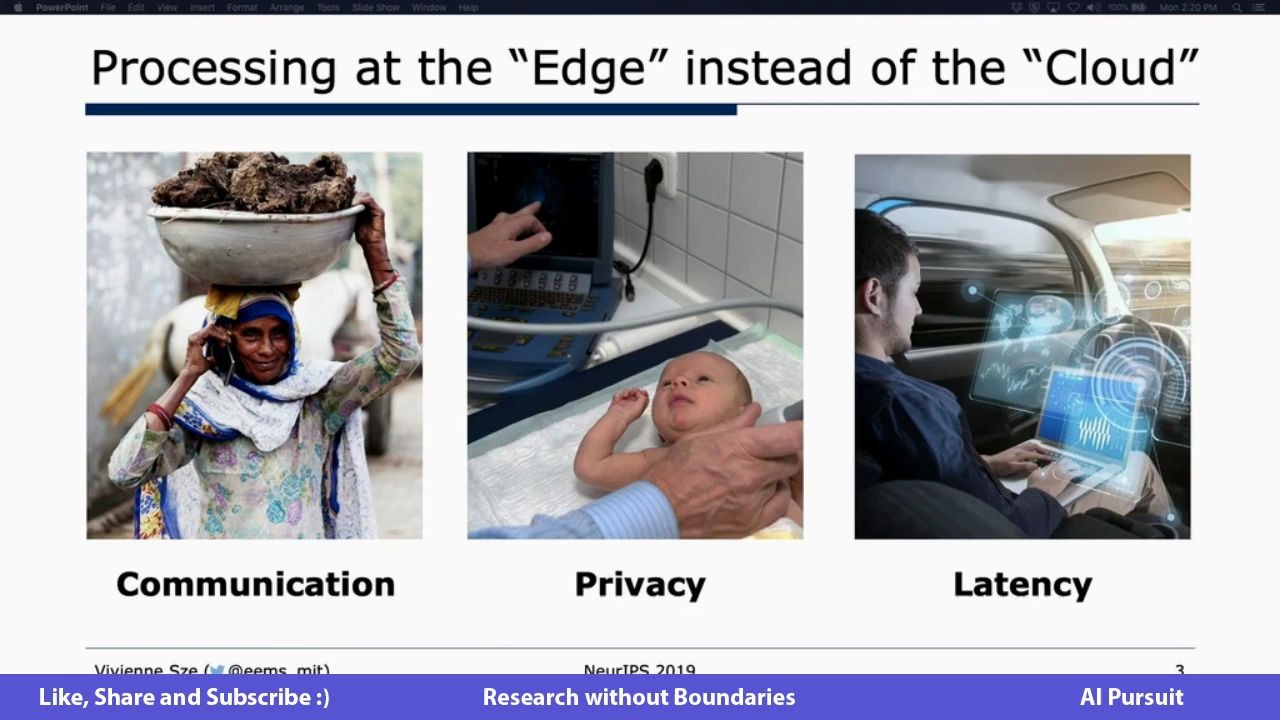 PowerPoint File Edit View Insert Format Arrange Tools Slide Show Window Help 100% Mon 2:20 PM
Processing at the “Edge” instead of the “Cloud”
Communication Privacy Latency
Vivienne Sze (@eems_mit) NeurIPS 2019 3
Like, Share and Subscribe :) Research without Boundaries AI Pursuit